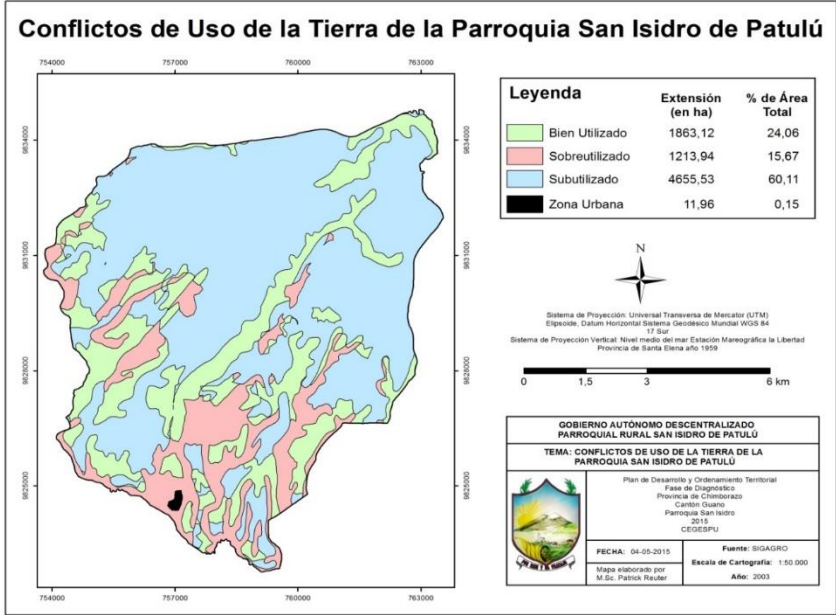 Conflictos de Uso de la Tierra de la Parroquia San Isidro de Patulú
754000 757000 760000 763000
9834000 9834000
9831000 9831000
9828000 9828000
9825000 9825000
754000 757000 760000 763000
Leyenda Extensión (en ha) % de Área Total
Bien Utilizado 1863,12 24,06
Sobreutilizado 1213,94 15,67
Subutilizado 4655,53 60,11
Zona Urbana 11,96 0,15
N
Sistema de Proyección: Universal Transversa de Mercator (UTM)
Elipsoide, Datum Horizontal Sistema Geodésico Mundial WGS 84
17 Sur
Sistema de Proyección Vertical: Nivel medio del mar Estación Mareográfica la Libertad
Provincia de Santa Elena año 1959
0 1,5 3 6 km
GOBIERNO AUTÓNOMO DESCENTRALIZADO
PARROQUIAL RURAL SAN ISIDRO DE PATULÚ
TEMA: CONFLICTOS DE USO DE LA TIERRA DE LA
PARROQUIA SAN ISIDRO DE PATULÚ
Plan de Desarrollo y Ordenamiento Territorial
Fase de Diagnóstico
Provincia de Chimborazo
Cantón Guano
Parroquia San Isidro
2015
CEGESPU
FECHA: 04-05-2015
Mapa elaborado por
M.Sc. Patrick Reuter
Fuente: SIGAGRO
Escala de Cartografía: 1:50.000
Año: 2003